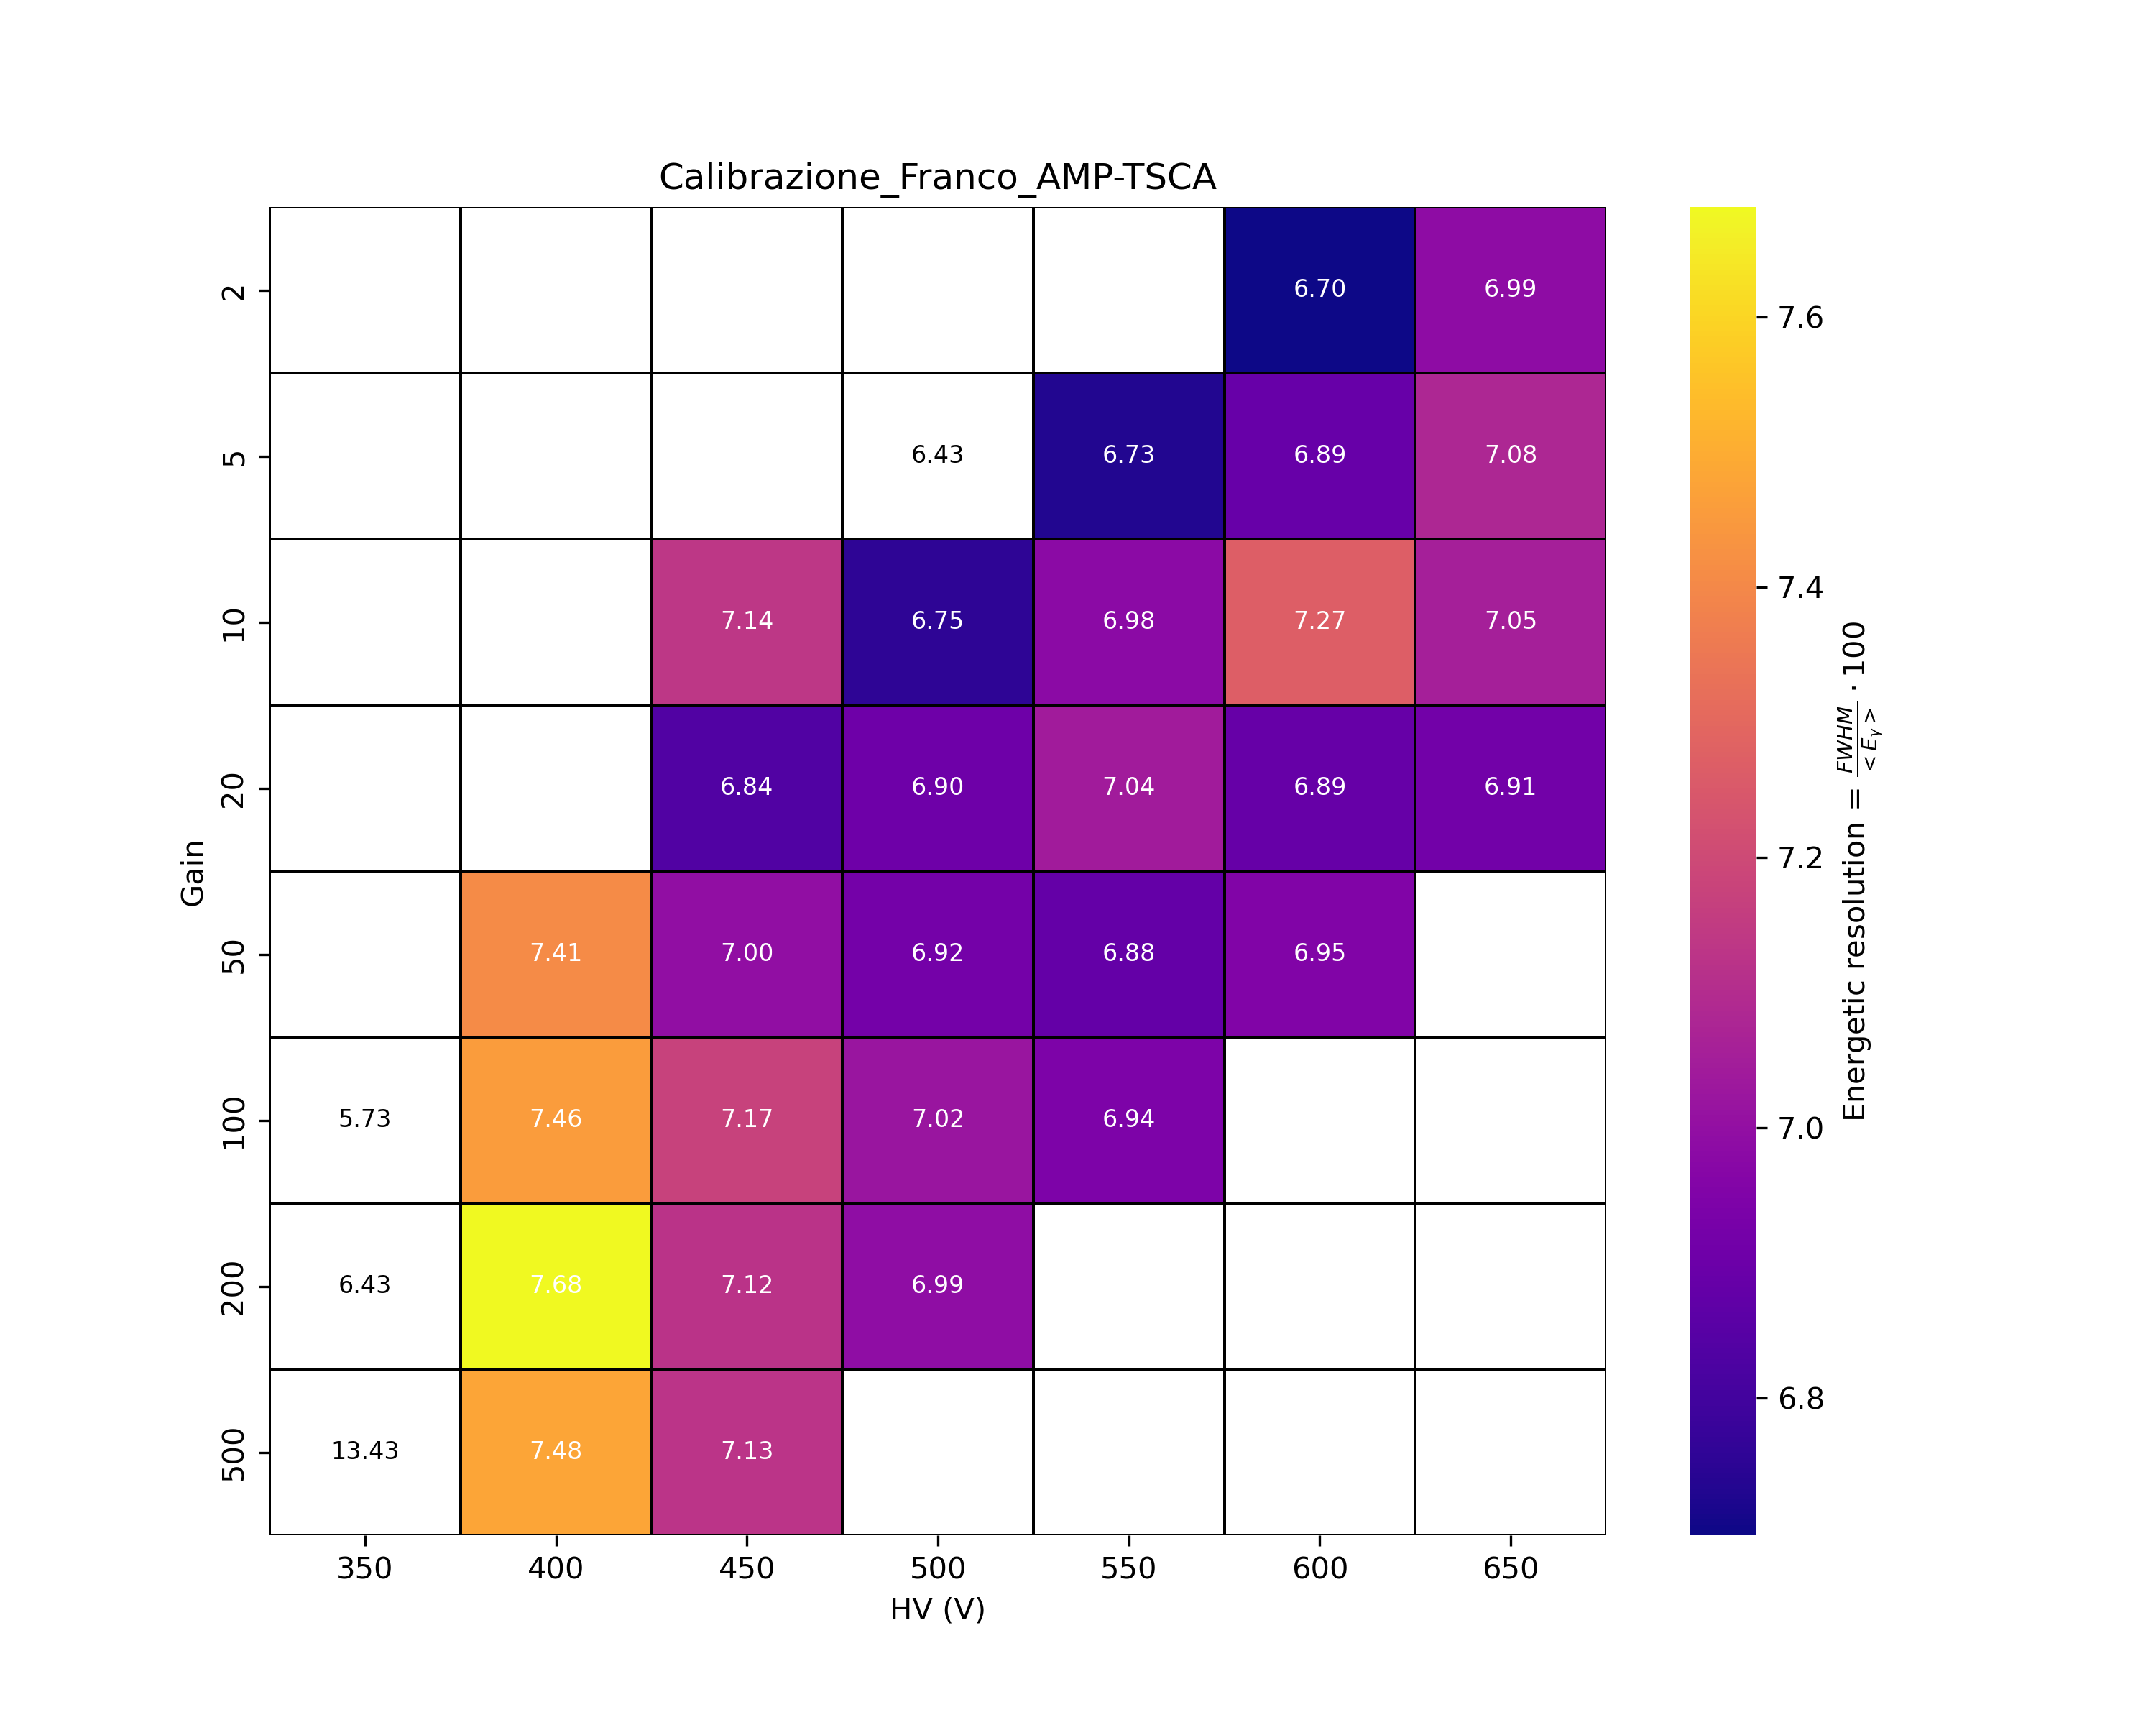 Calibrazione_Franco_AMP-TSCA
2 6.70 6.99
5 6.43 6.73 6.89 7.08
10 7.14 6.75 6.98 7.27 7.05
20 6.84 6.90 7.04 6.89 6.91
50 7.41 7.00 6.92 6.88 6.95
100 5.73 7.46 7.17 7.02 6.94
200 6.43 7.68 7.12 6.99
500 13.43 7.48 7.13
350 400 450 500 550 600 650
HV (V)
Gain
7.6
7.4
7.2
7.0
6.8
Energetic resolution = FWHM / < Eγ > · 100